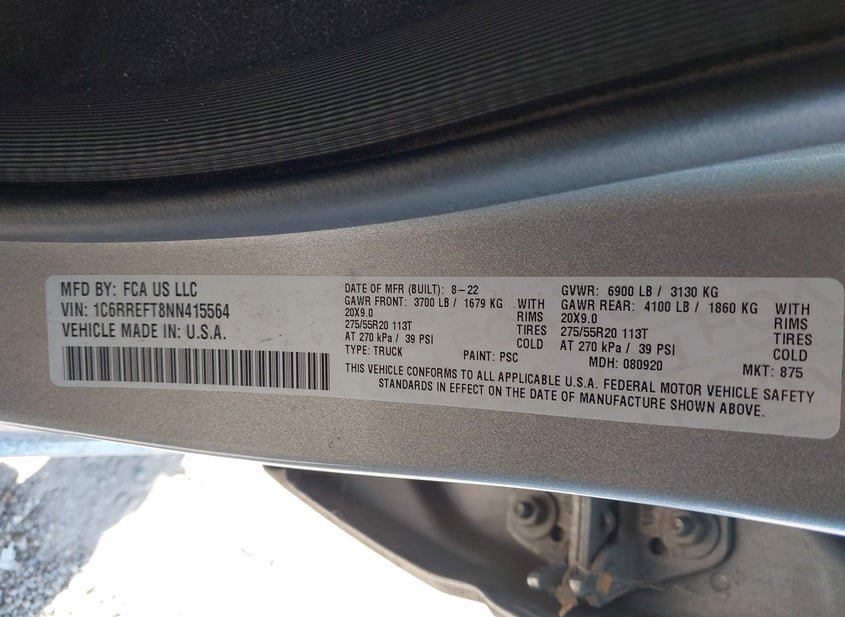 MFD BY: FCA US LLC
VIN: 1C6RREFT8NN415564
VEHICLE MADE IN: U.S.A.
DATE OF MFR (BUILT): 8-22 GVWR: 6900 LB / 3130 KG
GAWR FRONT: 3700 LB / 1679 KG WITH GAWR REAR: 4100 LB / 1860 KG WITH
20X9.0 RIMS 20X9.0 RIMS
275/55R20 113T TIRES 275/55R20 113T TIRES
AT 270 kPa / 39 PSI COLD AT 270 kPa / 39 PSI COLD
TYPE: TRUCK PAINT: PSC MDH: 080920 MKT: 875
THIS VEHICLE CONFORMS TO ALL APPLICABLE U.S.A. FEDERAL MOTOR VEHICLE SAFETY
STANDARDS IN EFFECT ON THE DATE OF MANUFACTURE SHOWN ABOVE.